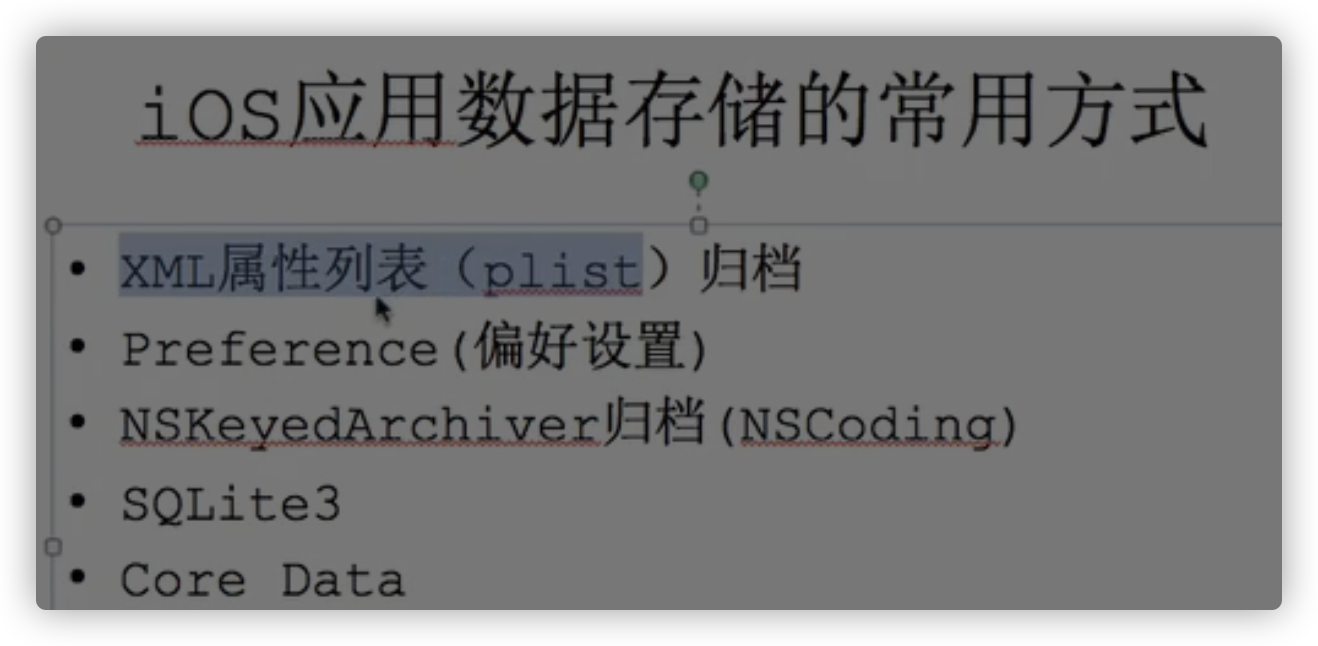 iOS应用数据存储的常用方式
• XML属性列表（plist）归档
• Preference(偏好设置)
• NSKeyedArchiver归档(NSCoding)
• SQLite3
• Core Data